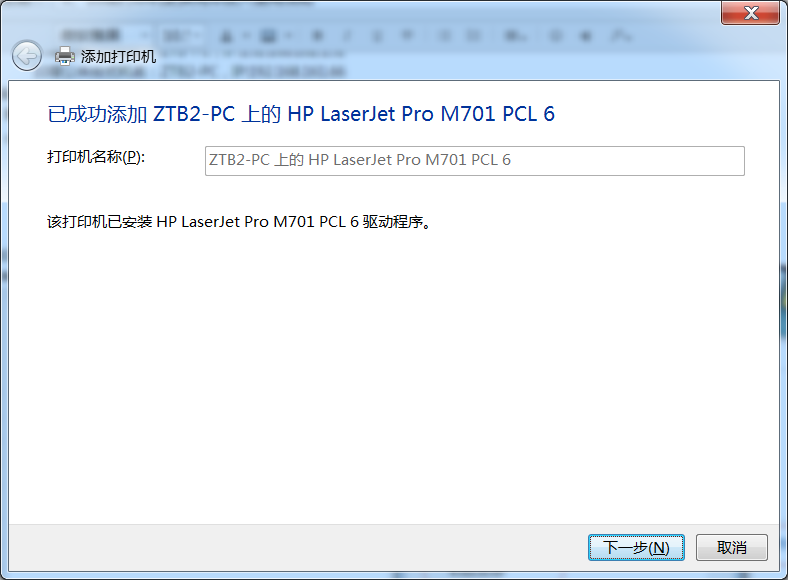 添加打印机
已成功添加 ZTB2-PC 上的 HP LaserJet Pro M701 PCL 6
打印机名称(P):
ZTB2-PC 上的 HP LaserJet Pro M701 PCL 6
该打印机已安装 HP LaserJet Pro M701 PCL 6 驱动程序。
下一步(N)
取消